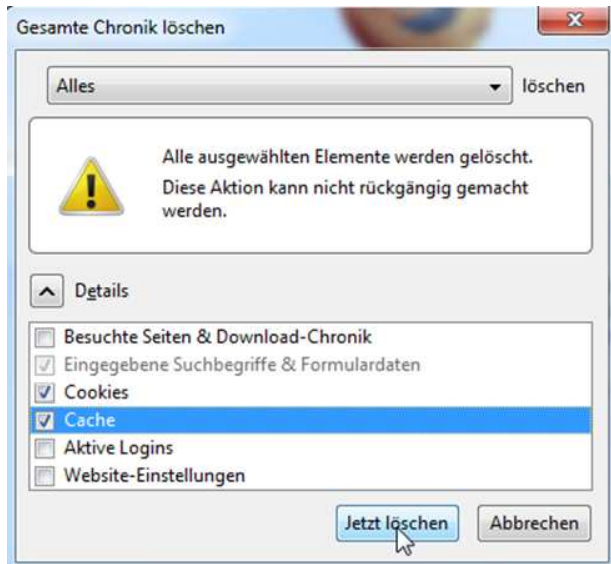 Gesamte Chronik löschen
Alles löschen
Alle ausgewählten Elemente werden gelöscht.
Diese Aktion kann nicht rückgängig gemacht
werden.
Details
Besuchte Seiten & Download-Chronik
Eingegebene Suchbegriffe & Formulardaten
Cookies
Cache
Aktive Logins
Website-Einstellungen
Jetzt löschen Abbrechen